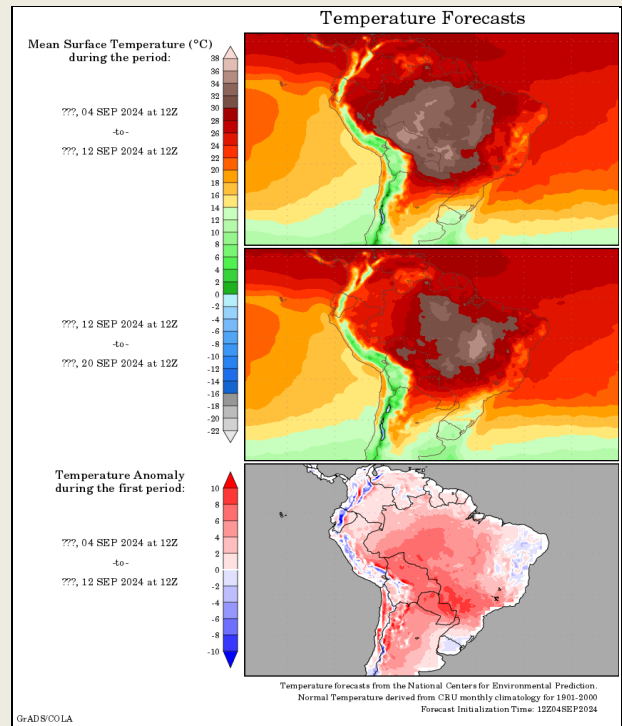 Temperature Forecasts
Mean Surface Temperature (°C)
during the period:
???, 04 SEP 2024 at 12Z
-to-
???, 12 SEP 2024 at 12Z
38
36
34
32
30
28
26
24
22
20
18
16
14
12
10
8
6
4
2
0
-2
-4
-6
-8
-10
-12
-14
-16
-17
-18
-20
-22
???, 12 SEP 2024 at 12Z
-to-
???, 20 SEP 2024 at 12Z
Temperature Anomaly
during the first period:
???, 04 SEP 2024 at 12Z
-to-
???, 12 SEP 2024 at 12Z
10
8
6
4
2
0
-2
-4
-6
-8
-10
Temperature forecasts from the National Centers for Environmental Prediction.
Normal Temperature derived from CRU monthly climatology for 1901-2000
Forecast Initialization Time: 12Z04SEP2024
GrADS/COLA